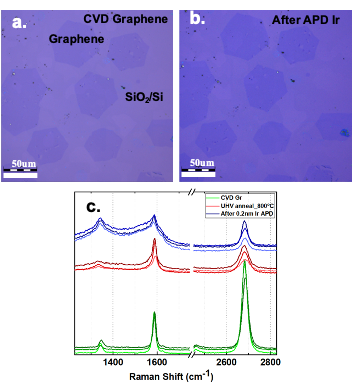 a.
CVD Graphene
Graphene
SiO₂/Si
50um
b.
After APD Ir
50um
c.
CVD Gr
UHV anneal_800°C
After 0.2nm Ir APD
1400 1600 2600 2800
Raman Shift (cm⁻¹)